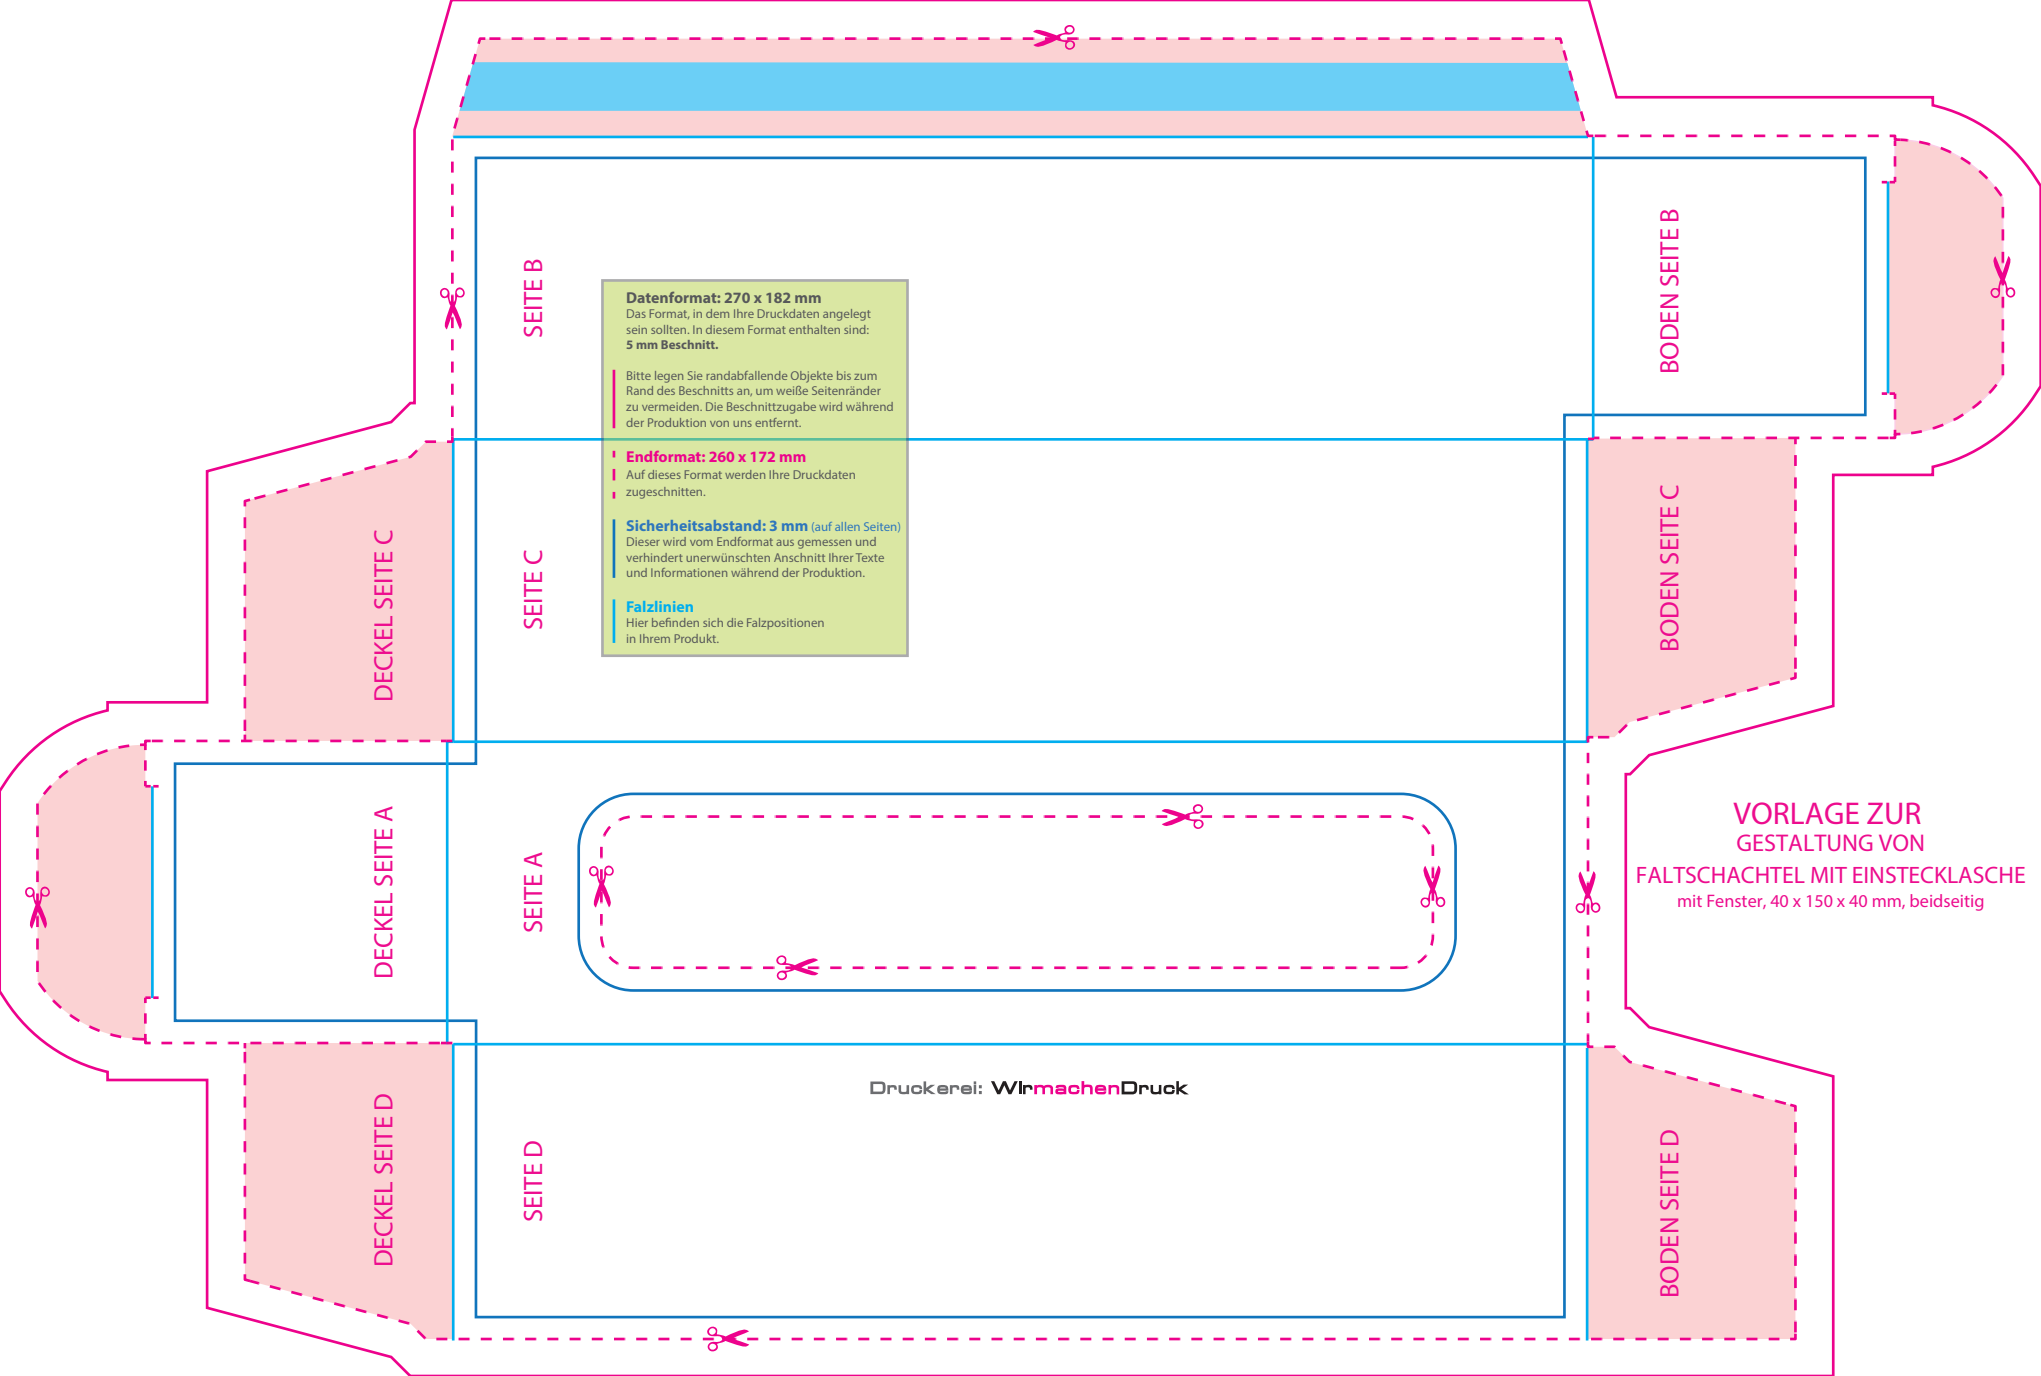 SEITE B
BODEN SEITE B
Datenformat: 270 x 182 mm
Das Format, in dem Ihre Druckdaten angelegt
sein sollten. In diesem Format enthalten sind:
5 mm Beschnitt.
Bitte legen Sie randabfallende Objekte bis zum
Rand des Beschnitts an, um weiße Seitenränder
zu vermeiden. Die Beschnittzugabe wird während
der Produktion von uns entfernt.
Endformat: 260 x 172 mm
Auf dieses Format werden Ihre Druckdaten
zugeschnitten.
Sicherheitsabstand: 3 mm (auf allen Seiten)
Dieser wird vom Endformat aus gemessen und
verhindert unerwünschten Anschnitt Ihrer Texte
und Informationen während der Produktion.
Falzlinien
Hier befinden sich die Falzpositionen
in Ihrem Produkt.
DECKEL SEITE C
SEITE C
BODEN SEITE C
DECKEL SEITE A
SEITE A
VORLAGE ZUR
GESTALTUNG VON
FALTSCHACHTEL MIT EINSTECKLASCHE
mit Fenster, 40 x 150 x 40 mm, beidseitig
Druckerei: WIrmachenDruck
DECKEL SEITE D
SEITE D
BODEN SEITE D